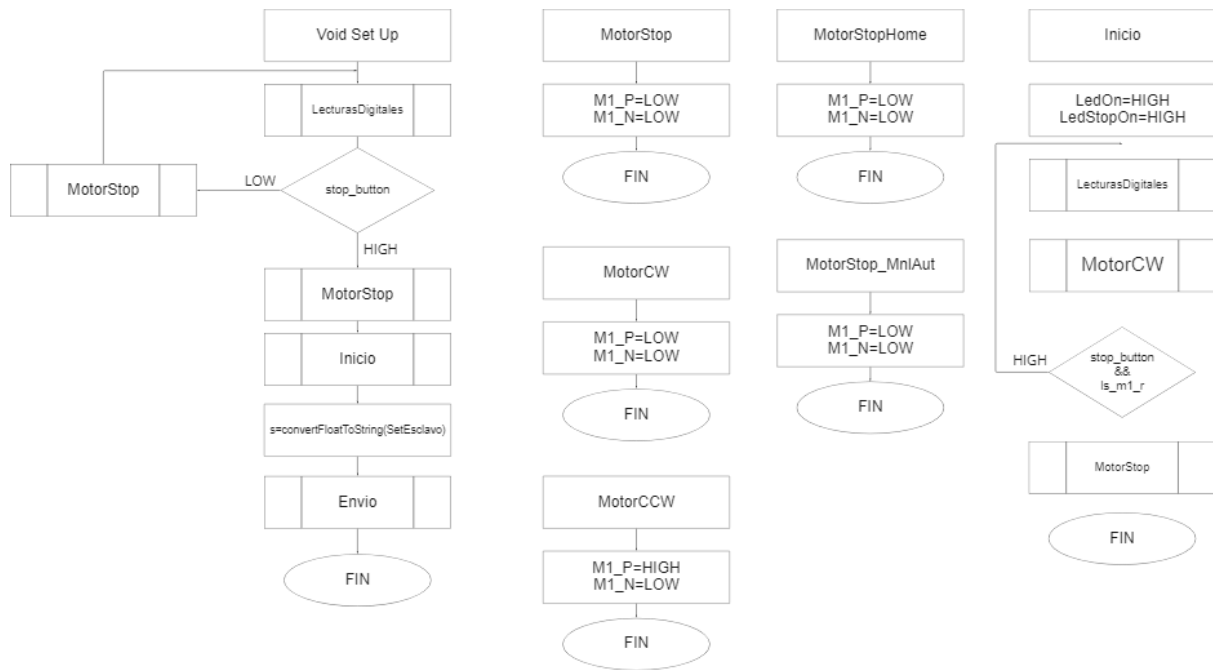 Void Set Up
LecturasDigitales
MotorStop
LOW
stop_button
HIGH
MotorStop
Inicio
s=convertFloatToString(SetEsclavo)
Envio
FIN
MotorStop
M1_P=LOW
M1_N=LOW
FIN
MotorCW
M1_P=LOW
M1_N=LOW
FIN
MotorCCW
M1_P=HIGH
M1_N=LOW
FIN
MotorStopHome
M1_P=LOW
M1_N=LOW
FIN
MotorStop_MnlAut
M1_P=LOW
M1_N=LOW
FIN
Inicio
LedOn=HIGH
LedStopOn=HIGH
LecturasDigitales
MotorCW
HIGH
stop_button
&&
ls_m1_r
MotorStop
FIN